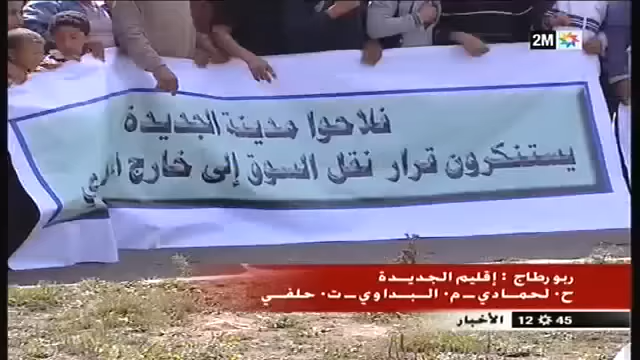 2M
فلاحوا مدينة الجديدة
يستنكرون قرار نقل السوق إلى خارج
ربورطاج : إقليم الجديدة
ح. لحمادي-م. البداوي-ت. حلفي
الأخبار 12 45